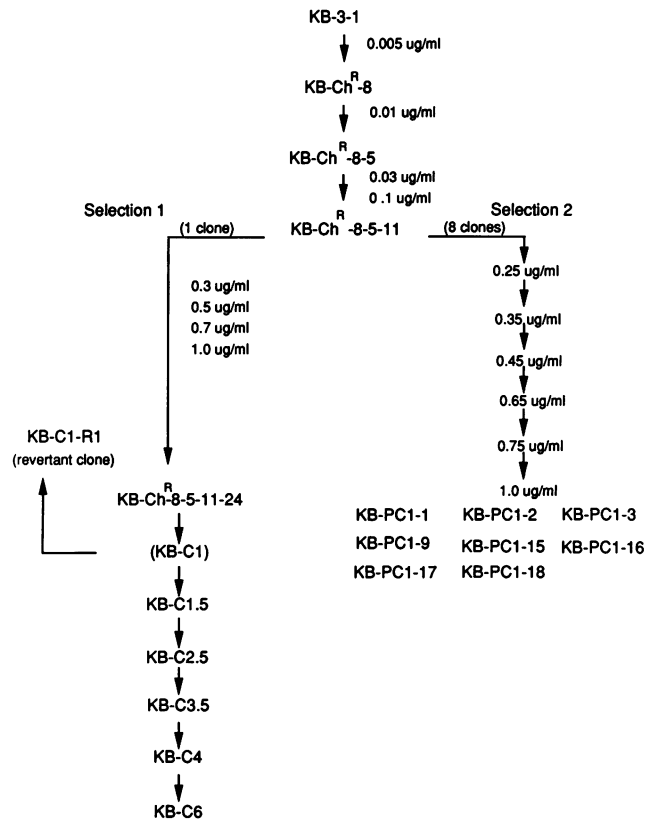 KB-3-1
0.005 ug/ml
KB-Ch^R-8
0.01 ug/ml
KB-Ch^R-8-5
0.03 ug/ml
0 .1 ug/ml
KB-Ch^R -8-5-11
Selection 1
(1 clone)
0.3 ug/ml
0.5 ug/ml
0.7 ug/ml
1.0 ug/ml
KB-C1-R1
(revertant clone)
KB-Ch^R-8-5-11-24
(KB-C1)
KB-C1.5
KB-C2.5
KB-C3.5
KB-C4
KB-C6
Selection 2
(8 clones)
0.25 ug/ml
0.35 ug/ml
0.45 ug/ml
0.65 ug/ml
0.75 ug/ml
1.0 ug/ml
KB-PC1-1 KB-PC1-2 KB-PC1-3
KB-PC1-9 KB-PC1-15 KB-PC1-16
KB-PC1-17 KB-PC1-18